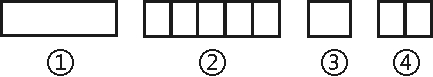 ① ② ③ ④